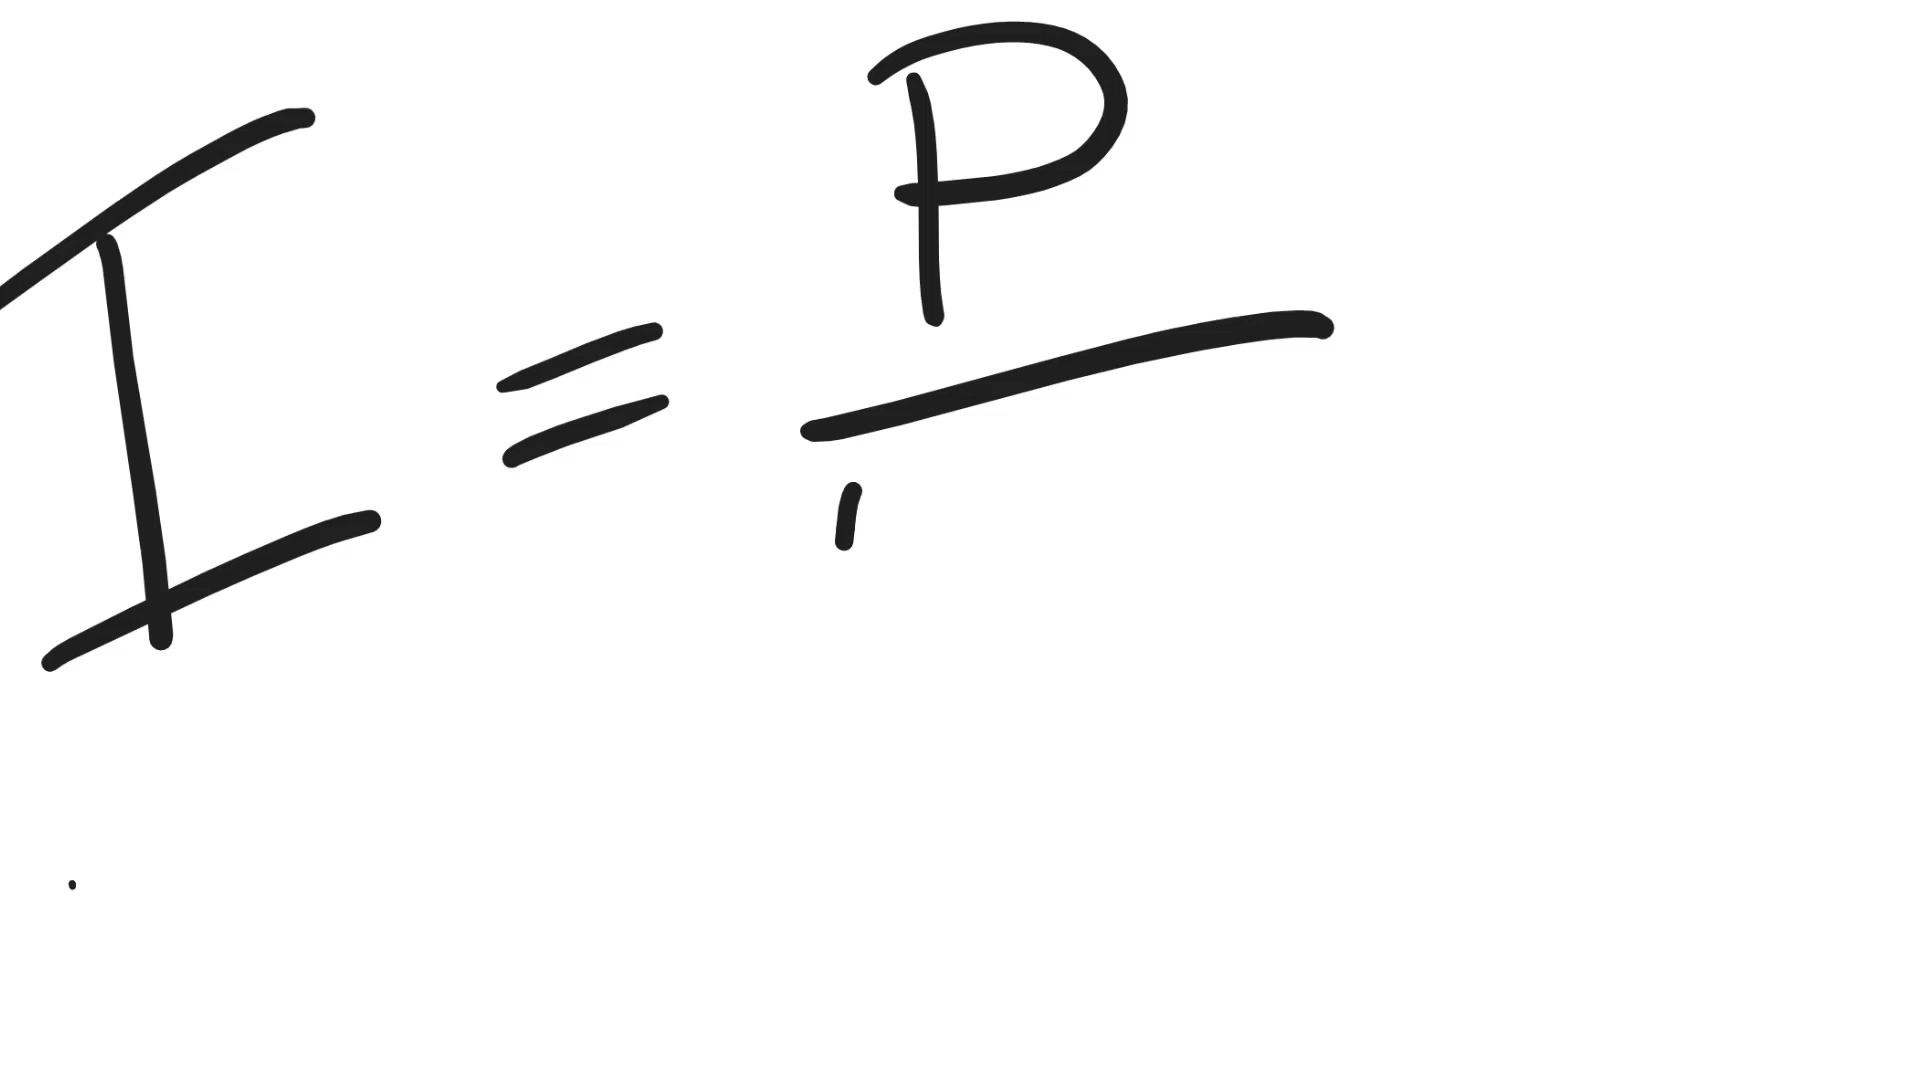 I = P/